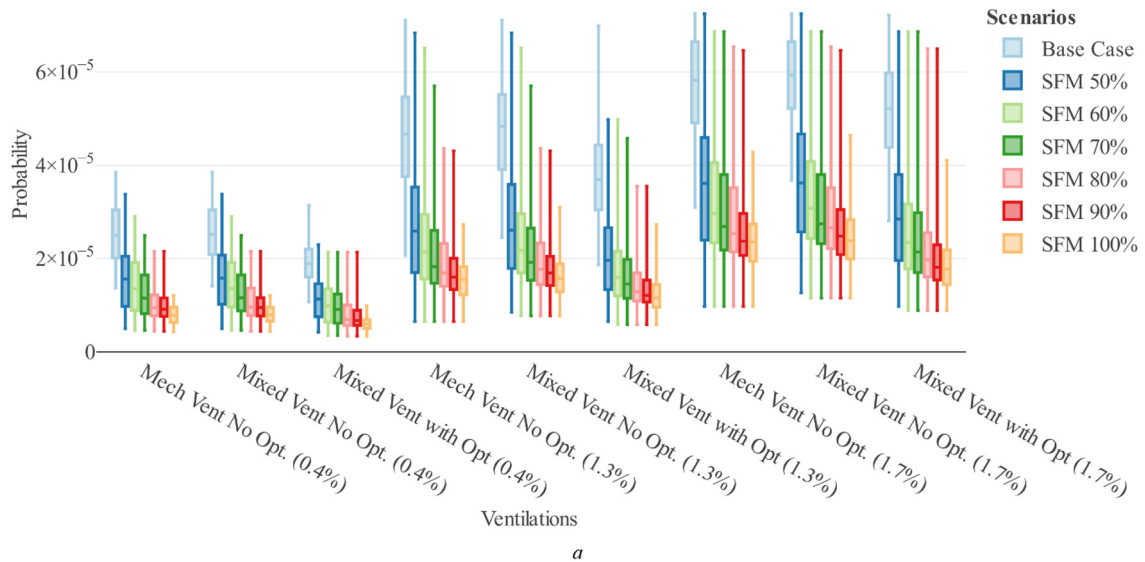 Scenarios
Base Case
SFM 50%
SFM 60%
SFM 70%
SFM 80%
SFM 90%
SFM 100%
Probability
6×10⁻⁵
4×10⁻⁵
2×10⁻⁵
0
Mech Vent No Opt. (0.4%)
Mixed Vent No Opt. (0.4%)
Mixed Vent with Opt (0.4%)
Mech Vent No Opt. (1.3%)
Mixed Vent No Opt. (1.3%)
Mixed Vent with Opt (1.3%)
Mech Vent No Opt. (1.7%)
Mixed Vent No Opt. (1.7%)
Mixed Vent with Opt (1.7%)
Ventilations
a